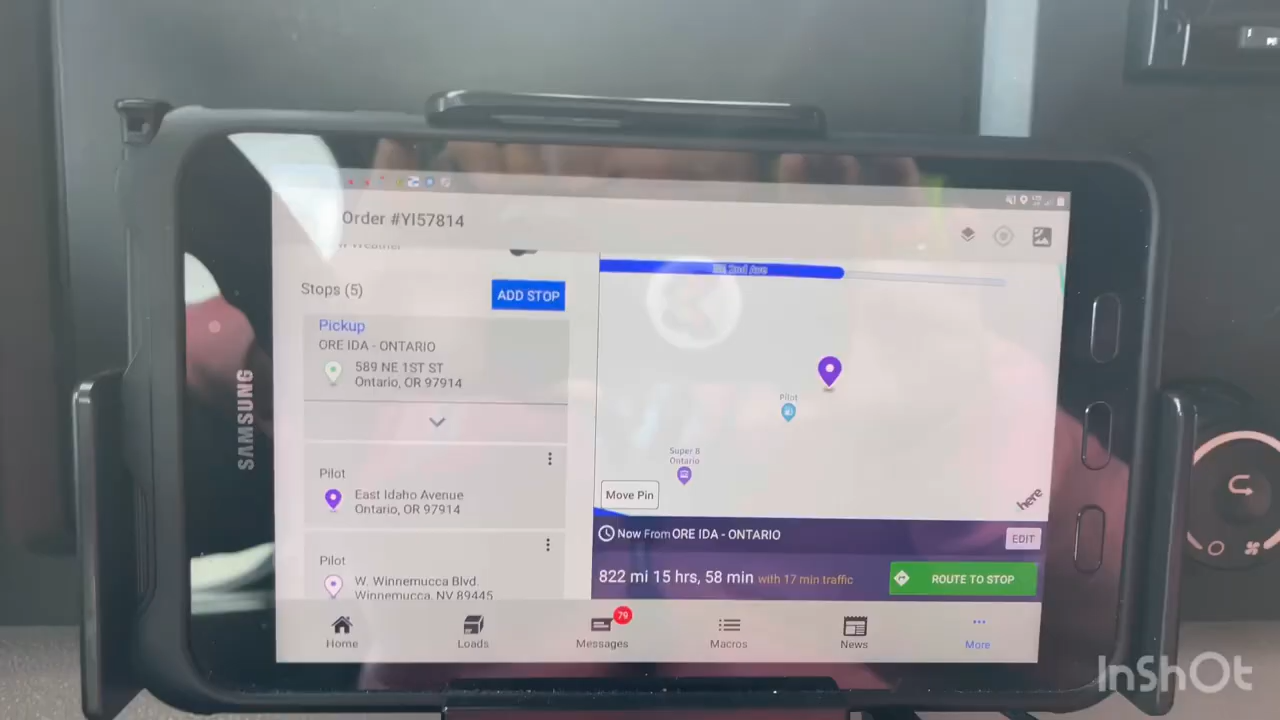 Order #YI57814
Stops (5)
ADD STOP
Pickup
ORE IDA - ONTARIO
589 NE 1ST ST
Ontario, OR 97914
Pilot
East Idaho Avenue
Ontario, OR 97914
Pilot
W. Winnemucca Blvd.
Winnemucca, NV 89445
2nd Ave
Pilot
Super 8
Ontario
Move Pin
here
Now From ORE IDA - ONTARIO
EDIT
822 mi 15 hrs, 58 min with 17 min traffic
ROUTE TO STOP
Home
Loads
79
Messages
Macros
News
More
SAMSUNG
InShOt